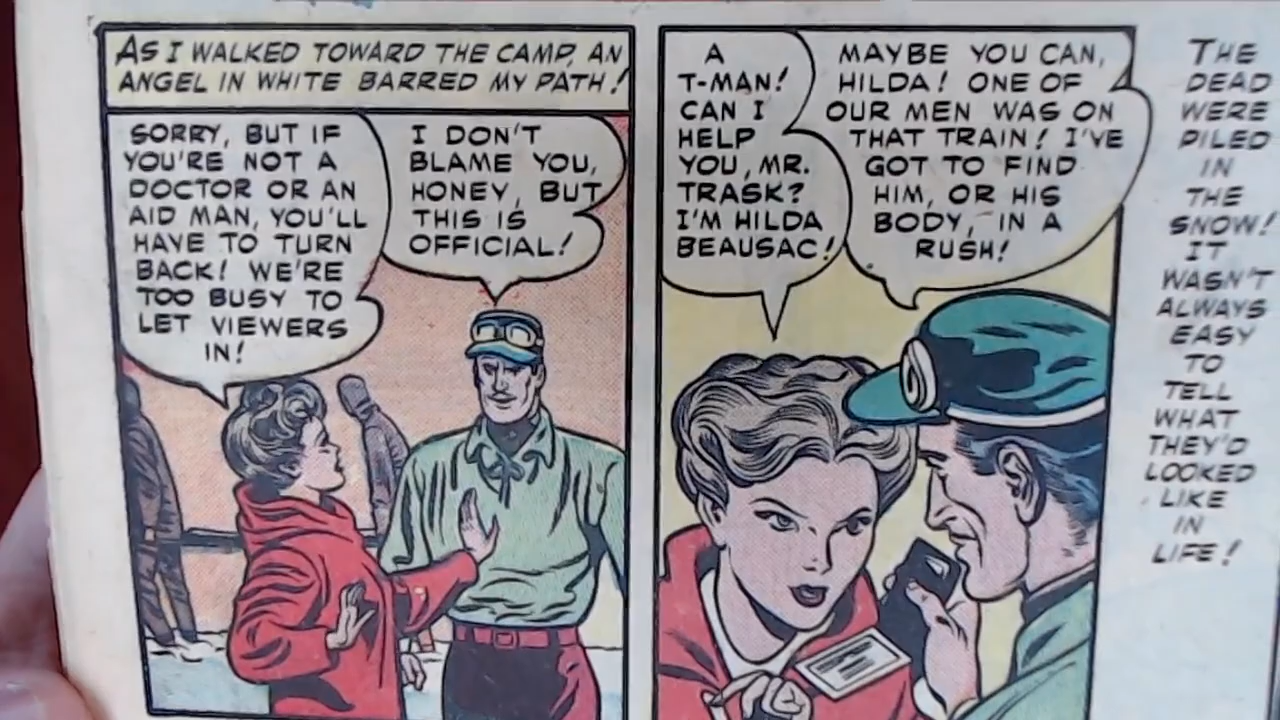 AS I WALKED TOWARD THE CAMP, AN
ANGEL IN WHITE BARRED MY PATH!
SORRY, BUT IF
YOU'RE NOT A
DOCTOR OR AN
AID MAN, YOU'LL
HAVE TO TURN
BACK! WE'RE
TOO BUSY TO
LET VIEWERS
IN!
I DON'T
BLAME YOU,
HONEY, BUT
THIS IS
OFFICIAL!
A
T-MAN!
CAN I
HELP
YOU, MR.
TRASK?
I'M HILDA
BEAUSAC!
MAYBE YOU CAN,
HILDA! ONE OF
OUR MEN WAS ON
THAT TRAIN! I'VE
GOT TO FIND
HIM, OR HIS
BODY, IN A
RUSH!
THE
DEAD
WERE
PILED
IN
THE
SNOW!
IT
WASN'T
ALWAYS
EASY
TO
TELL
WHAT
THEY'D
LOOKED
LIKE
IN
LIFE!